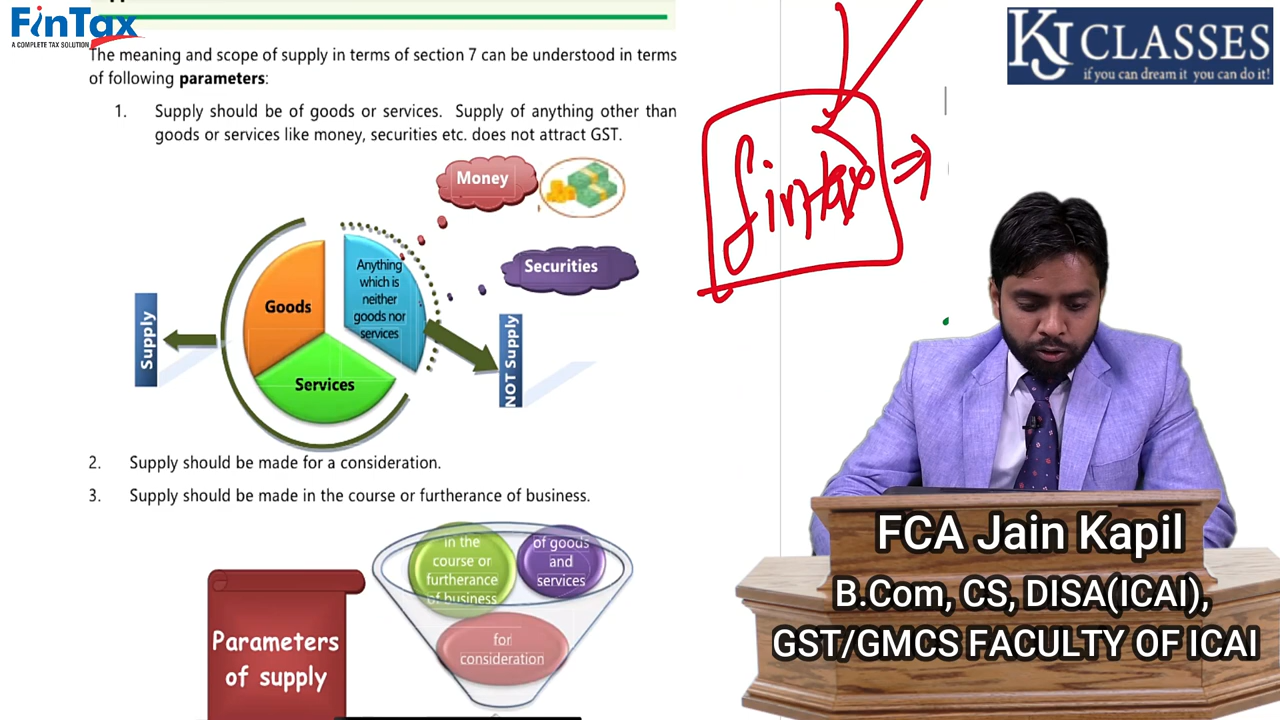 FinTax
A COMPLETE TAX SOLUTION
The meaning and scope of supply in terms of section 7 can be understood in terms
of following parameters:
1. Supply should be of goods or services. Supply of anything other than
goods or services like money, securities etc. does not attract GST.
Money
Securities
Goods
Anything
which is
neither
goods nor
services
Services
Supply
NOT Supply
2. Supply should be made for a consideration.
3. Supply should be made in the course or furtherance of business.
in the
course or
furtherance
of business
of goods
and
services
for
consideration
Parameters
of supply
fintax
KJ CLASSES
if you can dream it you can do it!
FCA Jain Kapil
B.Com, CS, DISA(ICAI),
GST/GMCS FACULTY OF ICAI